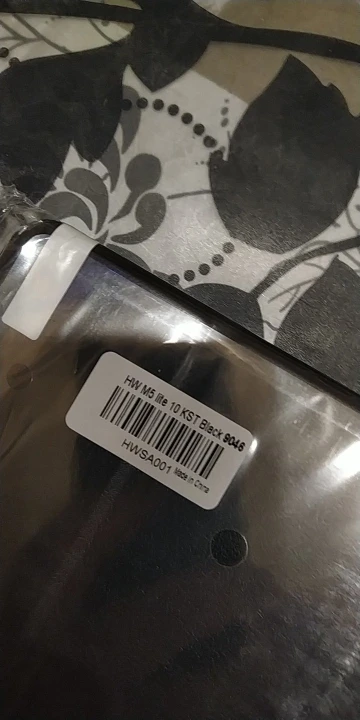 HW M5 lite 10 KST Black 9046
HWSA001 Made in China